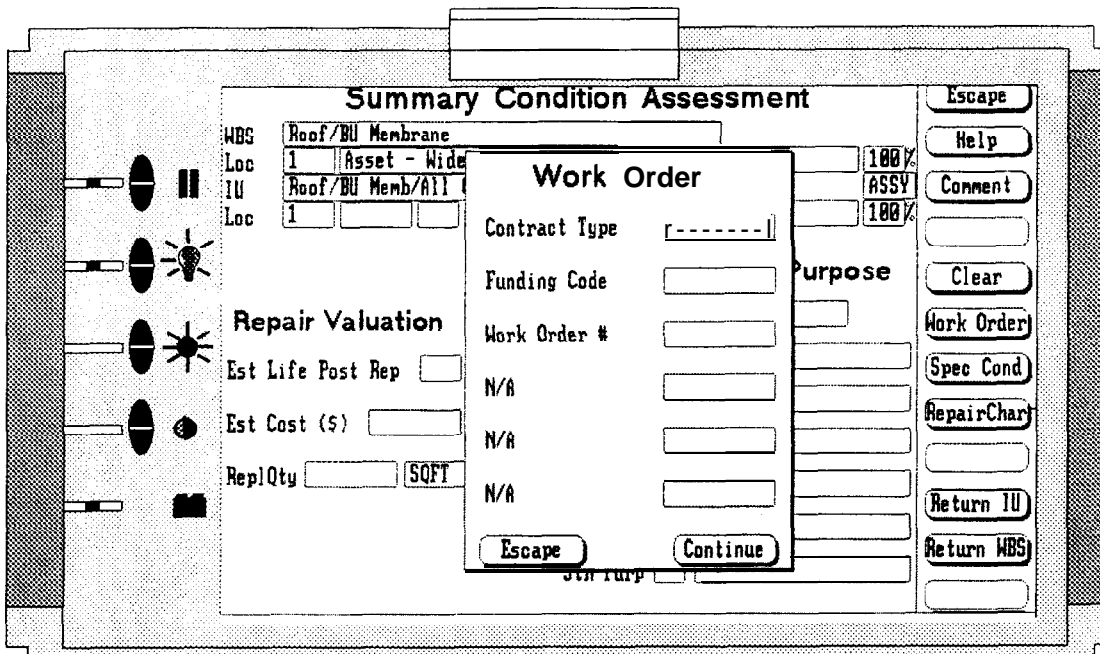 Summary Condition Assessment
WBS Roof/BU Membrane
Loc 1 Asset - Wide 100%
IU Roof/BU Memb/All ASSY
Loc 1 100%
urpose
Repair Valuation
Est Life Post Rep
Est Cost ($)
ReplQty SQFT
Work Order
Contract Type
Funding Code
Work Order #
N/A
N/A
N/A
Escape Continue
Escape
Help
Comment
Clear
Work Order
Spec Cond
RepairChart
Return IU
Return WBS